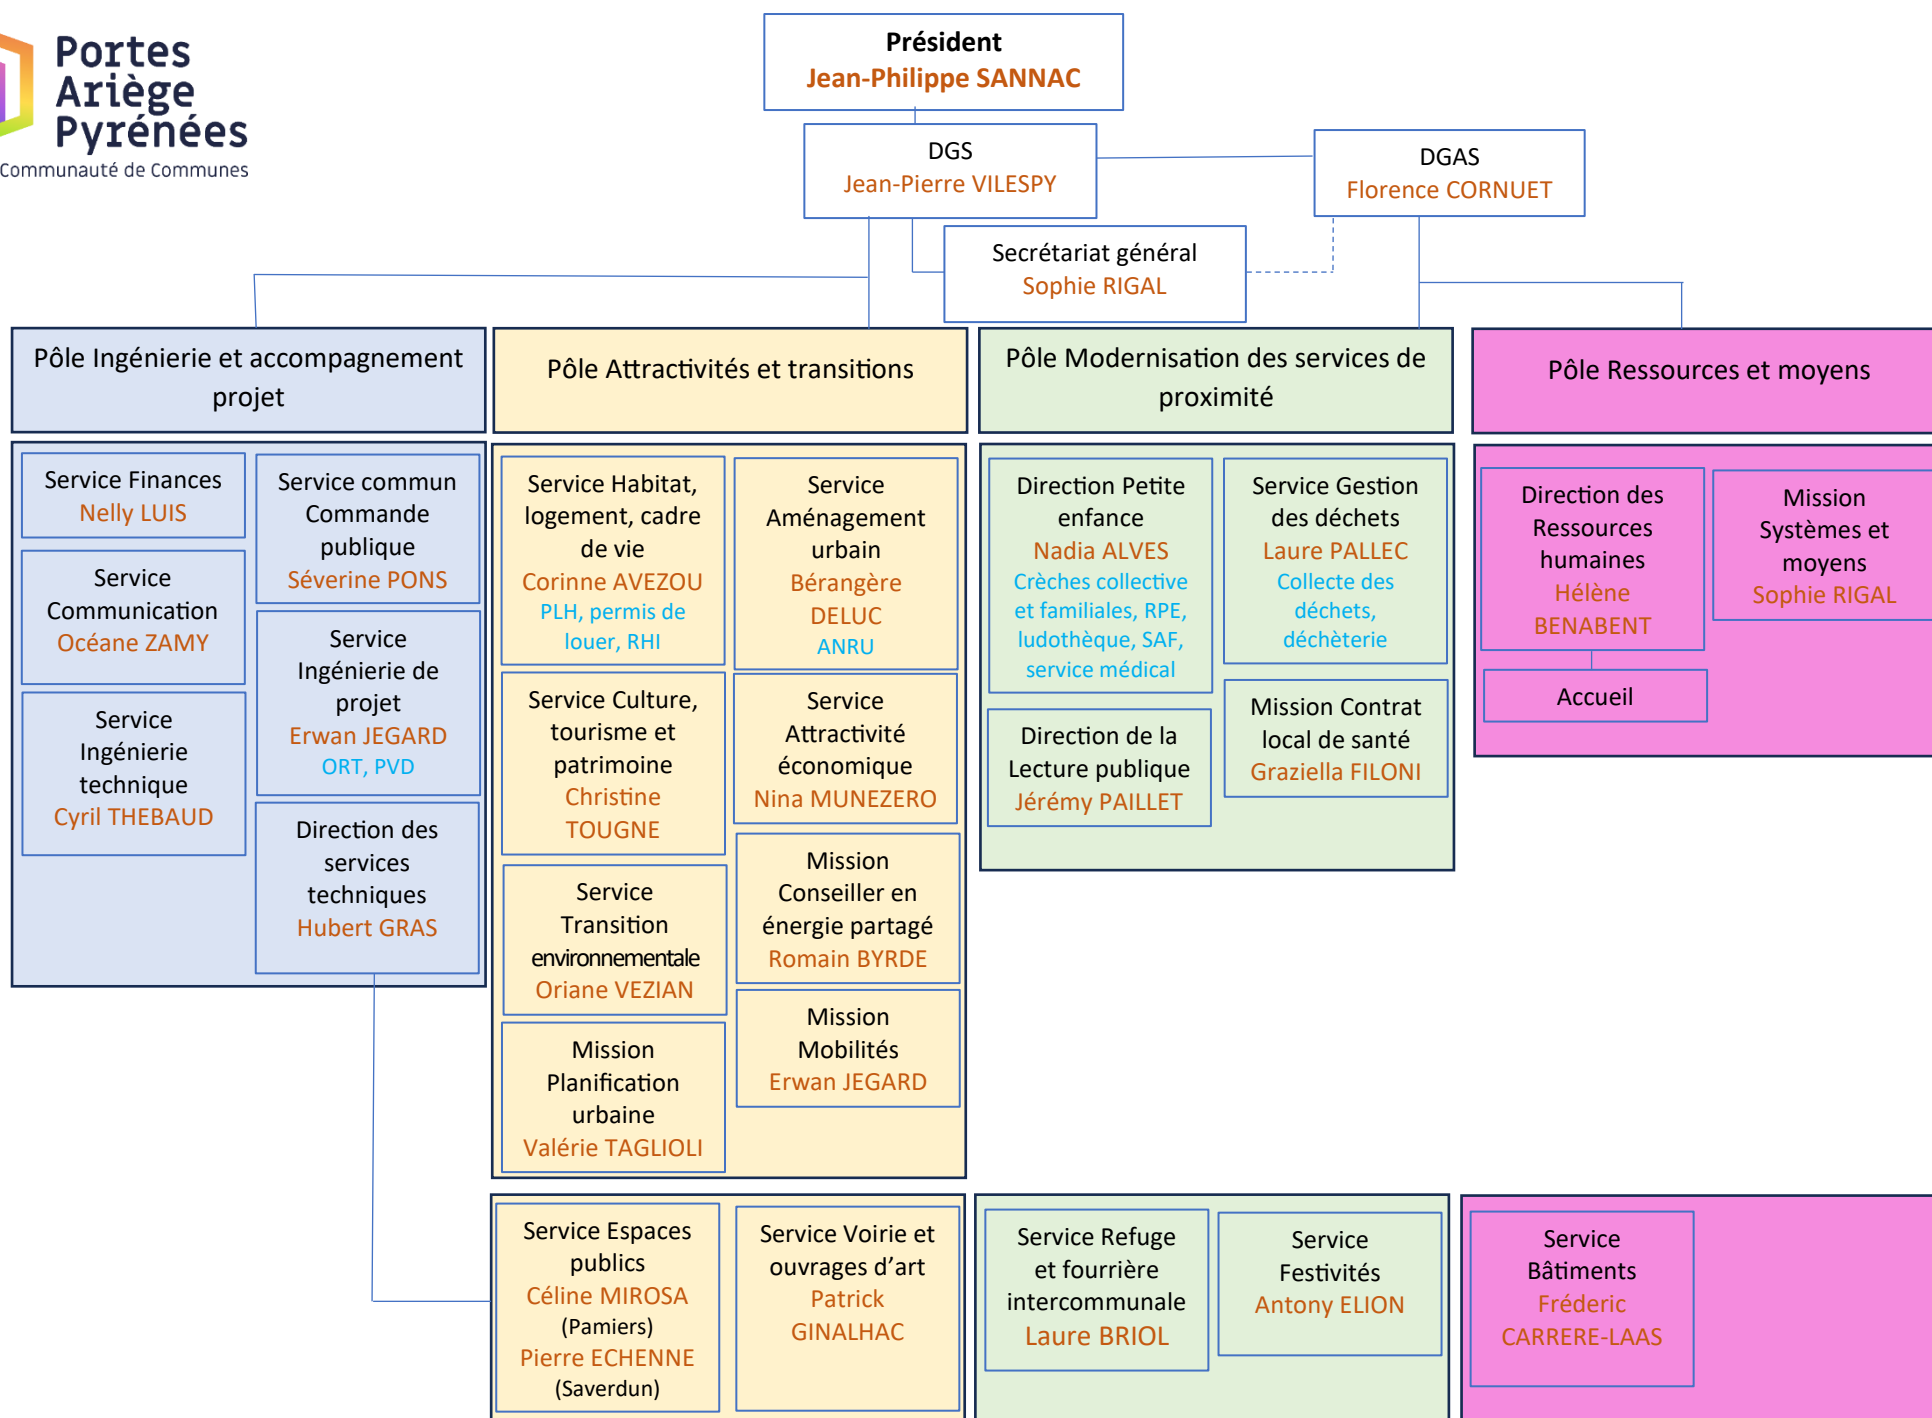 Portes
Ariège
Pyrénées
Communauté de Communes
Président
Jean-Philippe SANNAC
DGS
Jean-Pierre VILESPY
DGAS
Florence CORNUET
Secrétariat général
Sophie RIGAL
Pôle Ingénierie et accompagnement
projet
Pôle Attractivités et transitions
Pôle Modernisation des services de
proximité
Pôle Ressources et moyens
Service Finances
Nelly LUIS
Service
Communication
Océane ZAMY
Service
Ingénierie
technique
Cyril THEBAUD
Service commun
Commande
publique
Séverine PONS
Service
Ingénierie de
projet
Erwan JEGARD
ORT, PVD
Direction des
services
techniques
Hubert GRAS
Service Habitat,
logement, cadre
de vie
Corinne AVEZOU
PLH, permis de
louer, RHI
Service Culture,
tourisme et
patrimoine
Christine
TOUGNE
Service
Transition
environnementale
Oriane VEZIAN
Mission
Planification
urbaine
Valérie TAGLIOLI
Service
Aménagement
urbain
Bérangère
DELUC
ANRU
Service
Attractivité
économique
Nina MUNEZERO
Mission
Conseiller en
énergie partagé
Romain BYRDE
Mission
Mobilités
Erwan JEGARD
Direction Petite
enfance
Nadia ALVES
Crèches collective
et familiales, RPE,
ludothèque, SAF,
service médical
Direction de la
Lecture publique
Jérémy PAILLET
Service Gestion
des déchets
Laure PALLEC
Collecte des
déchets,
déchèterie
Mission Contrat
local de santé
Graziella FILONI
Direction des
Ressources
humaines
Hélène
BENABENT
Accueil
Mission
Systèmes et
moyens
Sophie RIGAL
Service Espaces
publics
Céline MIROSA
(Pamiers)
Pierre ECHENNE
(Saverdun)
Service Voirie et
ouvrages d’art
Patrick
GINALHAC
Service Refuge
et fourrière
intercommunale
Laure BRIOL
Service
Festivités
Antony ELION
Service
Bâtiments
Fréderic
CARRERE-LAAS